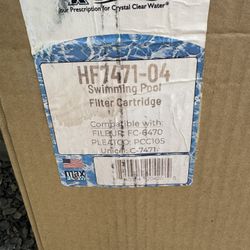 our Prescription for Crystal Clear Water®
HF7471-04
Swimming Pool
Filter Cartridge
Compatible with:
FILBUR: FC-6470
PLEATCO: PCC105
Unicel: C-7471